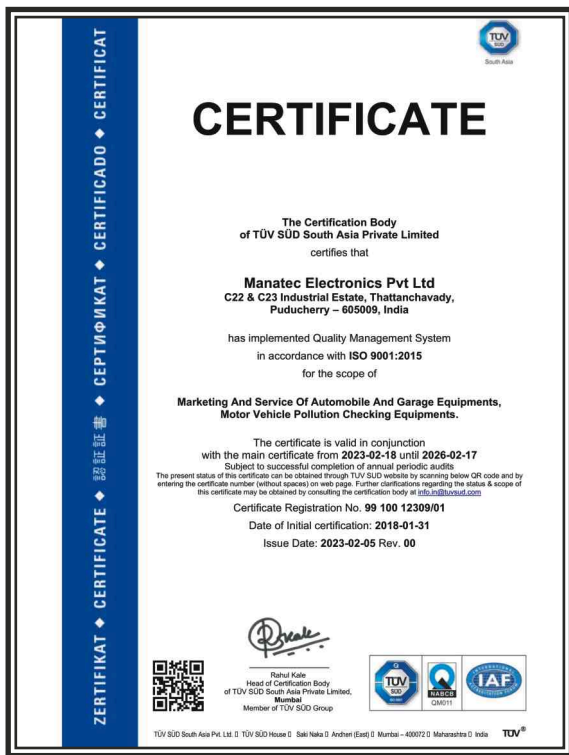 TÜV
SÜD
South Asia
CERTIFICATE
The Certification Body
of TÜV SÜD South Asia Private Limited
certifies that
Manatec Electronics Pvt Ltd
C22 & C23 Industrial Estate, Thattanchavady,
Puducherry – 605009, India
has implemented Quality Management System
in accordance with ISO 9001:2015
for the scope of
Marketing And Service Of Automobile And Garage Equipments,
Motor Vehicle Pollution Checking Equipments.
The certificate is valid in conjunction
with the main certificate from 2023-02-18 until 2026-02-17
Subject to successful completion of annual periodic audits
The present status of this certificate can be obtained through TUV SUD website by scanning below QR code and by
entering the certificate number (without spaces) on web page. Further clarifications regarding the status & scope of
this certificate may be obtained by consulting the certification body at info.in@tuvsud.com
Certificate Registration No. 99 100 12309/01
Date of Initial certification: 2018-01-31
Issue Date: 2023-02-05 Rev. 00
Rahul Kale
Head of Certification Body
of TÜV SÜD South Asia Private Limited,
Mumbai
Member of TÜV SÜD Group
TÜV
SÜD
NABCB
QM011
IAF
TÜV SÜD South Asia Pvt. Ltd. ▯ TÜV SÜD House ▯ Saki Naka ▯ Andheri (East) ▯ Mumbai – 400072 ▯ Maharashtra ▯ India TÜV®
ZERTIFIKAT ◆ CERTIFICATE ◆ 認証証書 ◆ СЕРТИФИКАТ ◆ CERTIFICADO ◆ CERTIFICAT